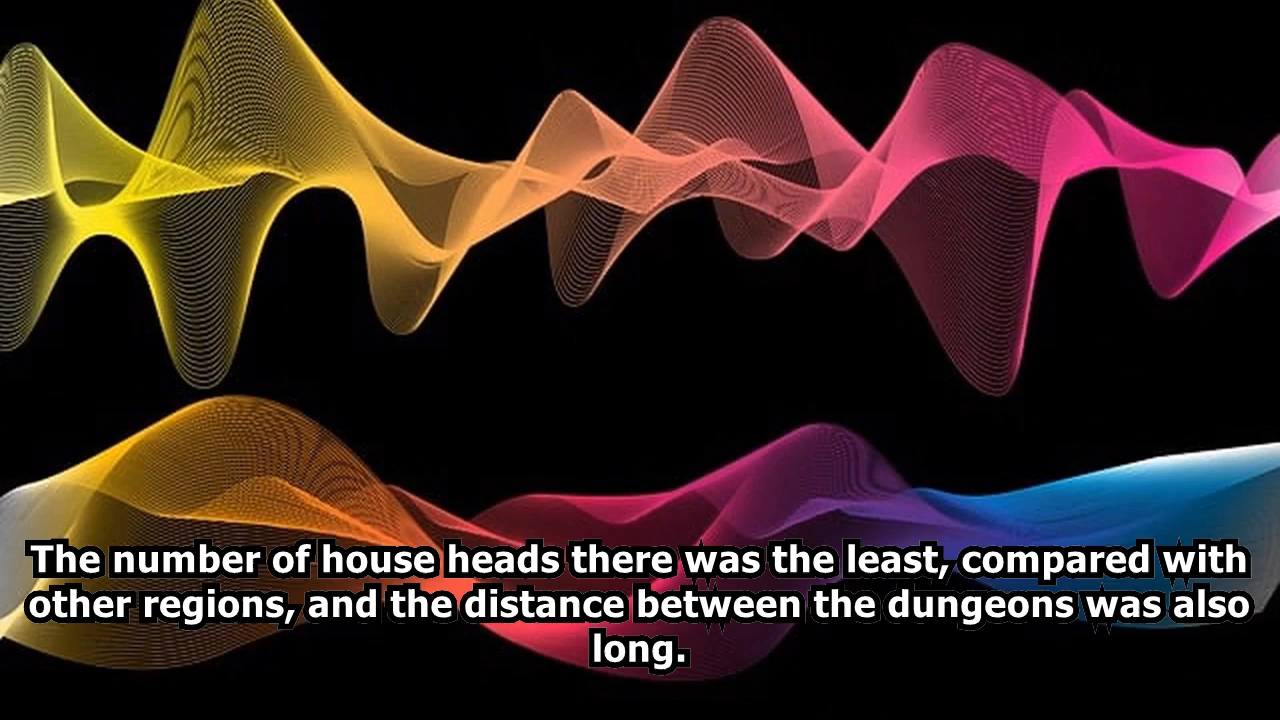 The number of house heads there was the least, compared with
other regions, and the distance between the dungeons was also
long.